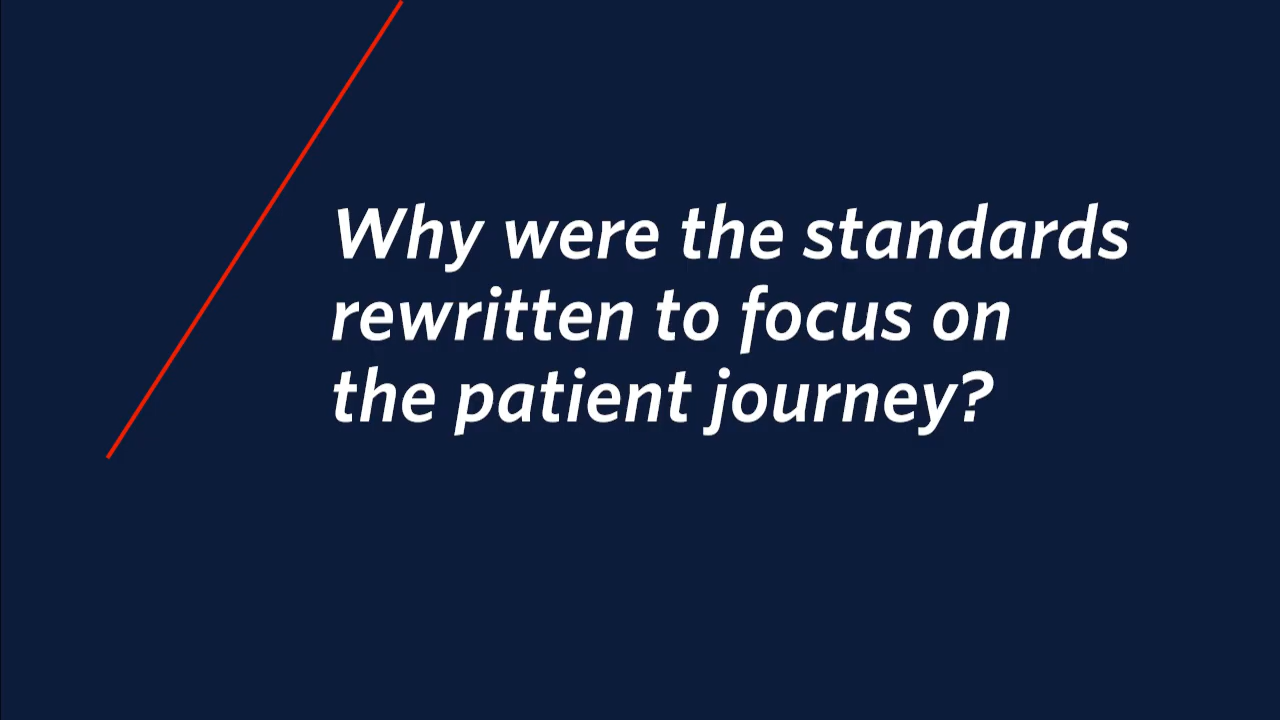 Why were the standards
rewritten to focus on
the patient journey?